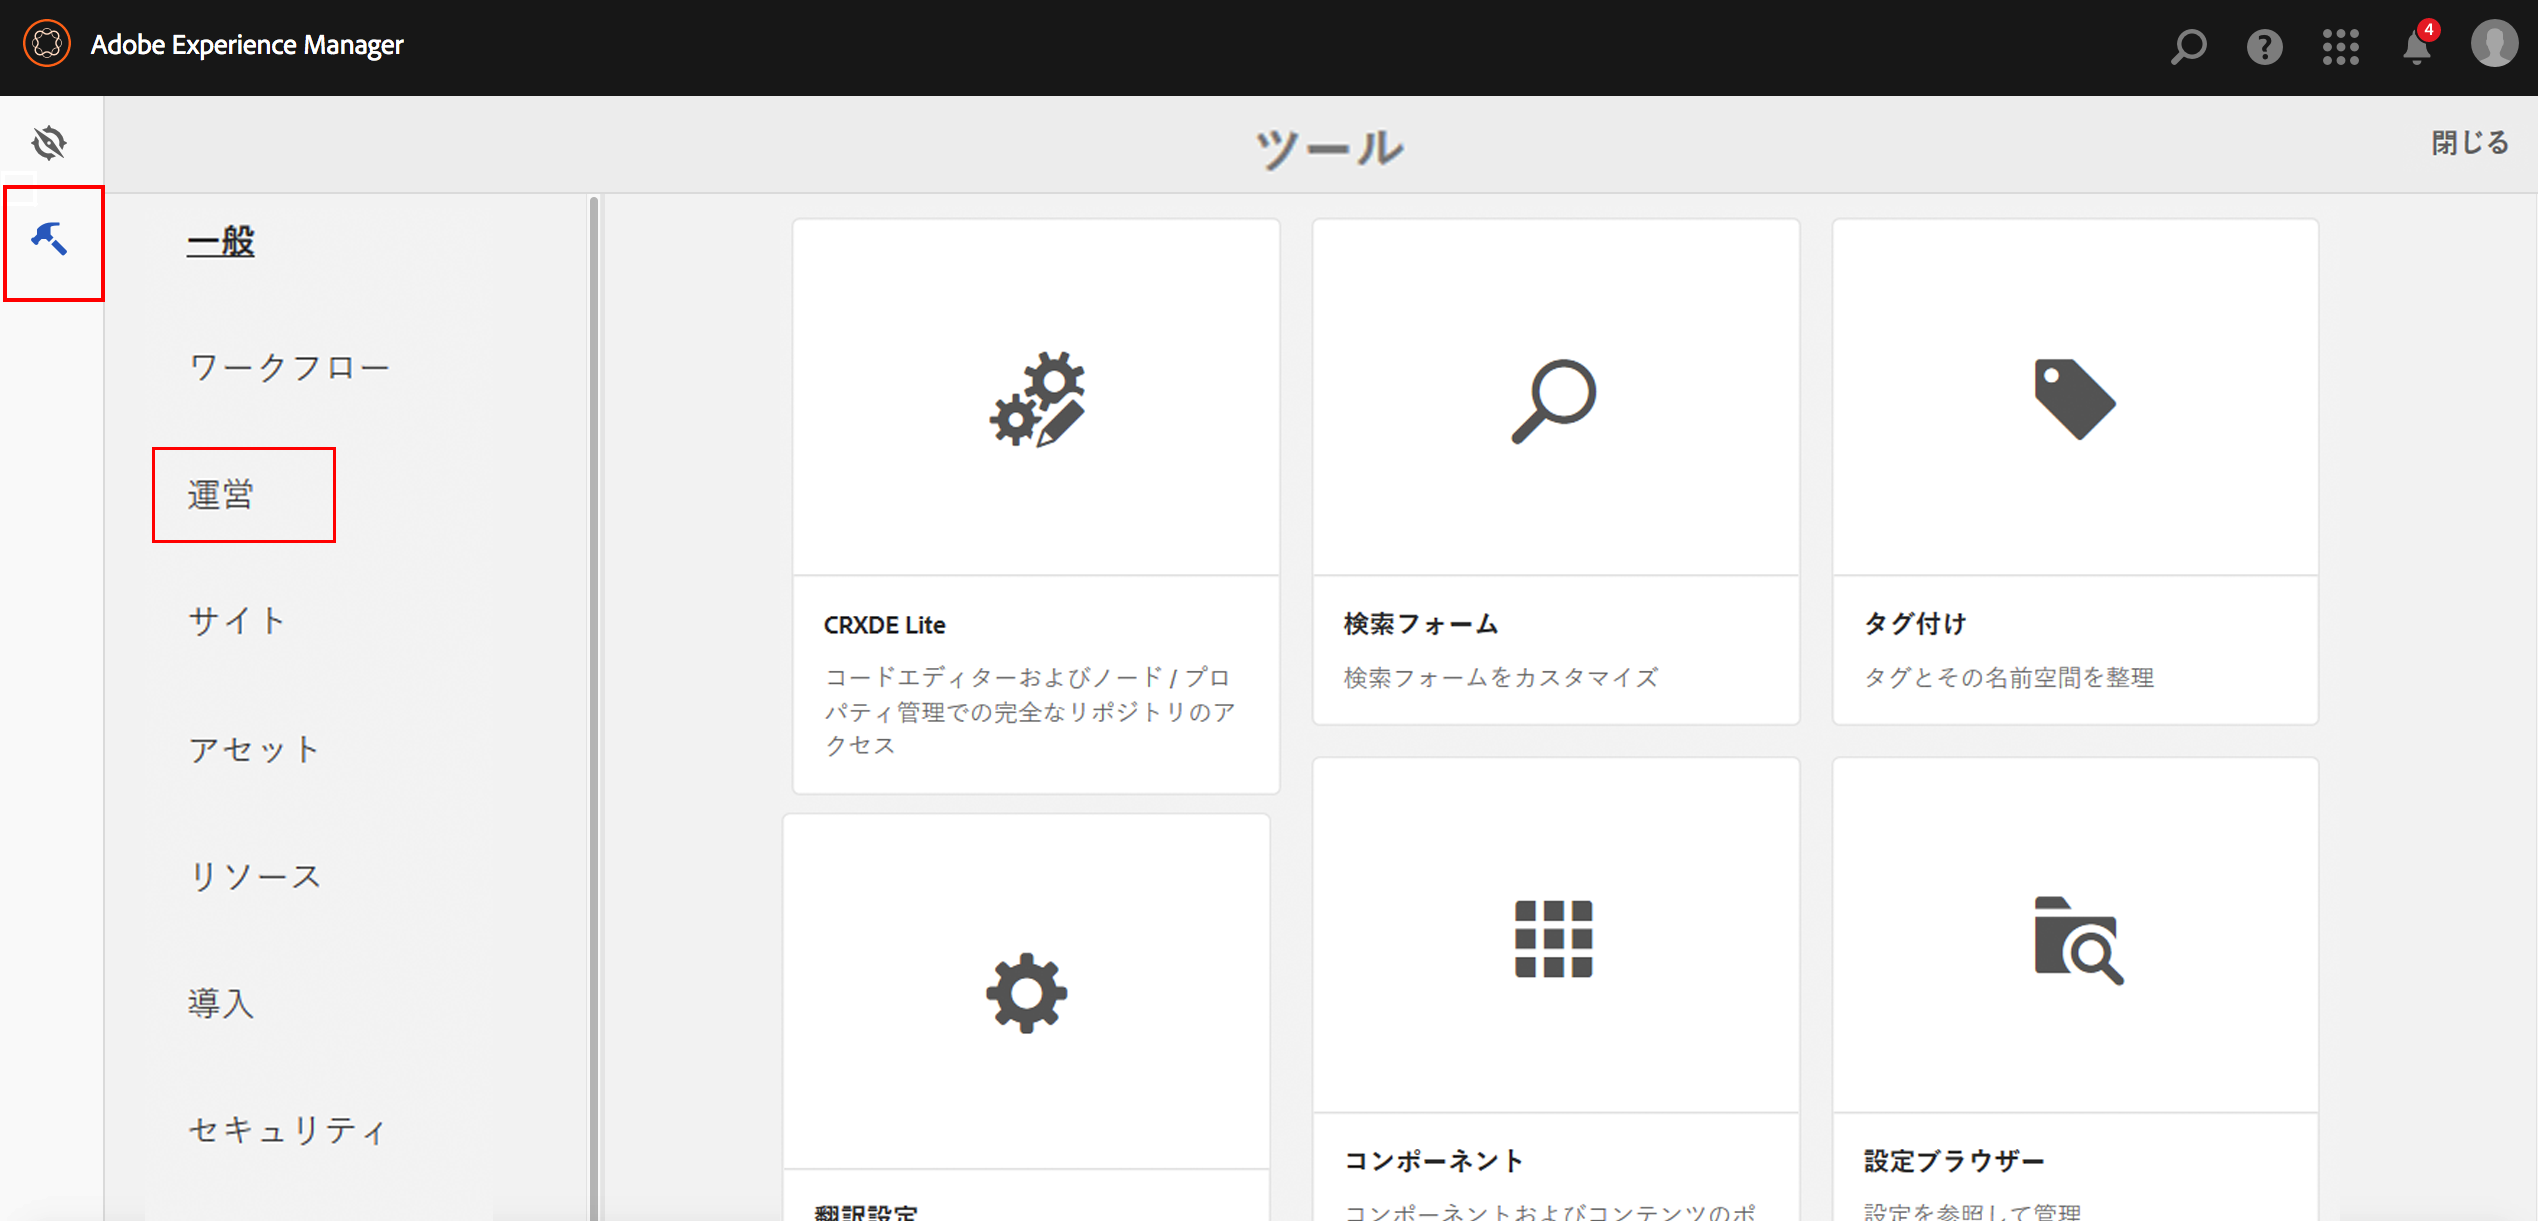 Adobe Experience Manager
4
ツール
閉じる
一般
ワークフロー
運営
サイト
アセット
リソース
導入
セキュリティ
CRXDE Lite
コードエディターおよびノード / プロ
パティ管理での完全なリポジトリのア
クセス
検索フォーム
検索フォームをカスタマイズ
タグ付け
タグとその名前空間を整理
翻訳設定
コンポーネント
コンポーネントおよびコンテンツのポ
設定ブラウザー
設定を参照して管理